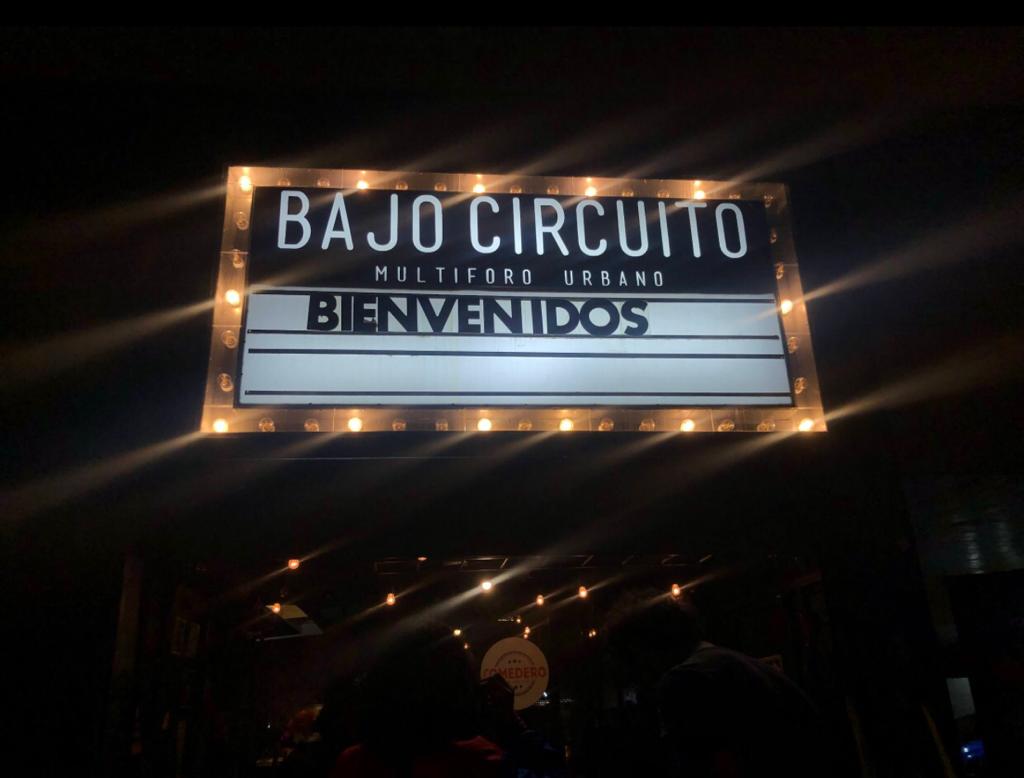 BAJO CIRCUITO
MULTIFORO URBANO
BIENVENIDOS
COMEDERO